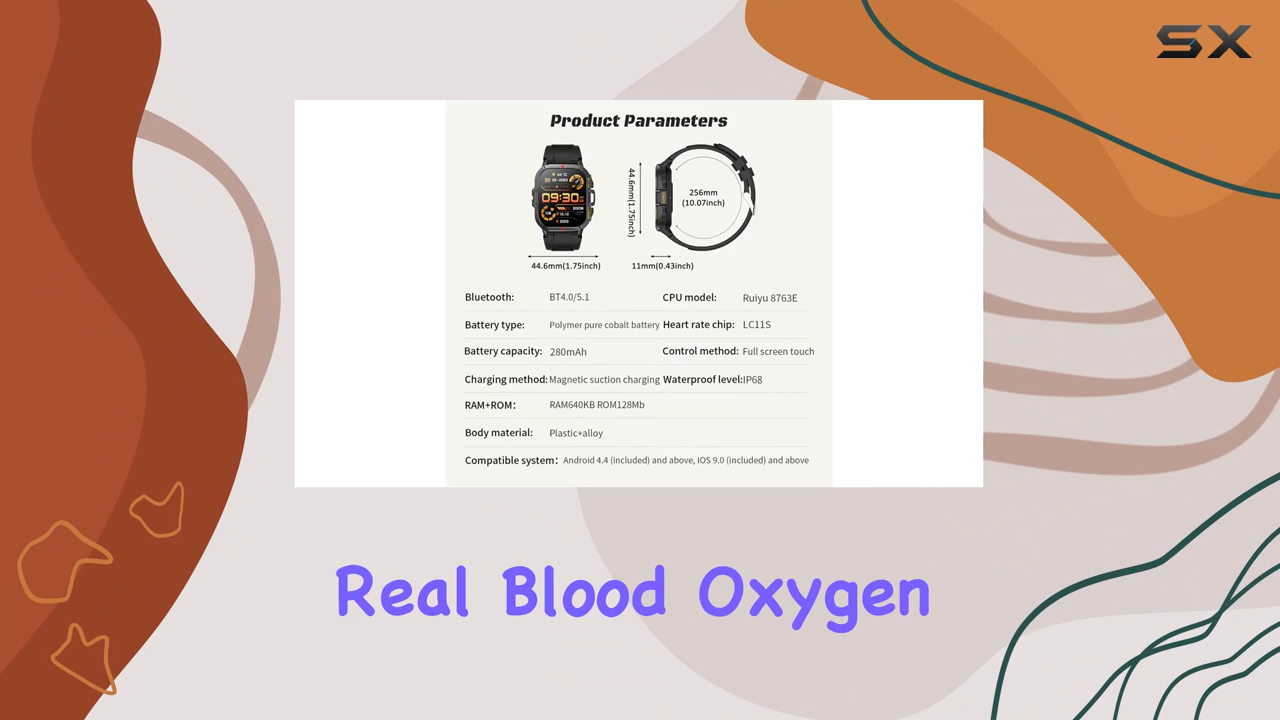 SX
Product Parameters
44.6mm(1.75inch)
256mm
(10.07inch)
44.6mm(1.75inch)
11mm(0.43inch)
Bluetooth: BT4.0/5.1 CPU model: Ruiyu 8763E
Battery type: Polymer pure cobalt battery Heart rate chip: LC11S
Battery capacity: 280mAh Control method: Full screen touch
Charging method: Magnetic suction charging Waterproof level: IP68
RAM+ROM: RAM640KB ROM128Mb
Body material: Plastic+alloy
Compatible system: Android 4.4 (included) and above, IOS 9.0 (included) and above
09:30
Real Blood Oxygen